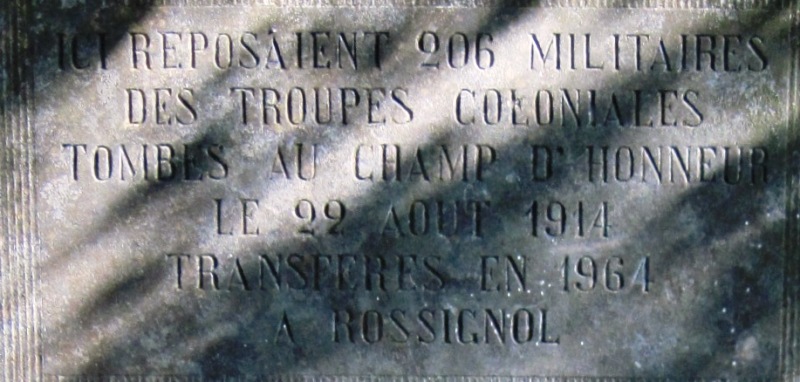 ICI REPOSAIENT 206 MILITAIRES
DES TROUPES COLONIALES
TOMBES AU CHAMP D'HONNEUR
LE 22 AOUT 1914
TRANSFERES EN 1964
A ROSSIGNOL